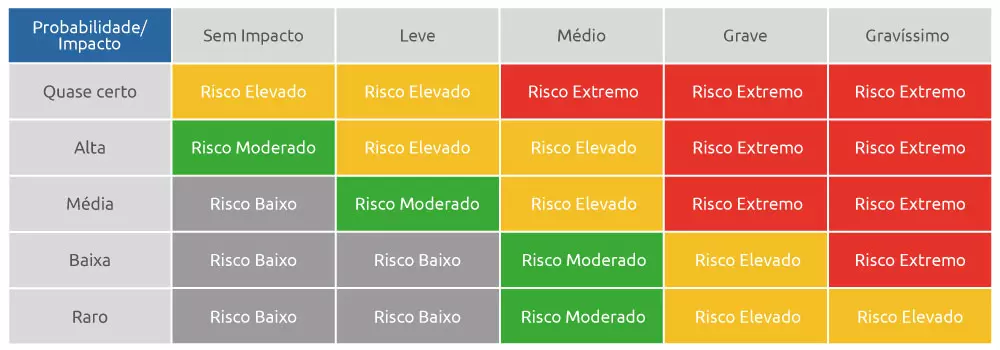 Probabilidade/
Impacto
Sem Impacto
Leve
Médio
Grave
Gravíssimo
Quase certo
Risco Elevado
Risco Elevado
Risco Extremo
Risco Extremo
Risco Extremo
Alta
Risco Moderado
Risco Elevado
Risco Elevado
Risco Extremo
Risco Extremo
Média
Risco Baixo
Risco Moderado
Risco Elevado
Risco Extremo
Risco Extremo
Baixa
Risco Baixo
Risco Baixo
Risco Moderado
Risco Elevado
Risco Extremo
Raro
Risco Baixo
Risco Baixo
Risco Moderado
Risco Elevado
Risco Elevado